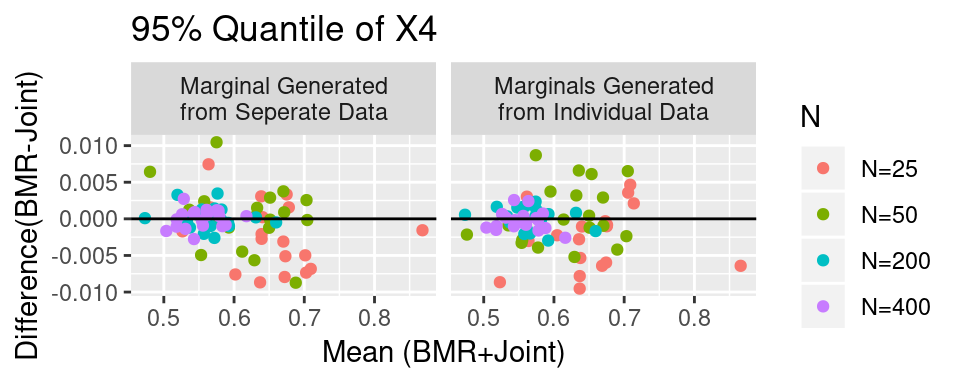 95% Quantile of X4
Marginal Generated
from Seperate Data
Marginals Generated
from Individual Data
Difference(BMR-Joint)
0.010
0.005
0.000
-0.005
-0.010
0.5 0.6 0.7 0.8
0.5 0.6 0.7 0.8
Mean (BMR+Joint)
N
N=25
N=50
N=200
N=400